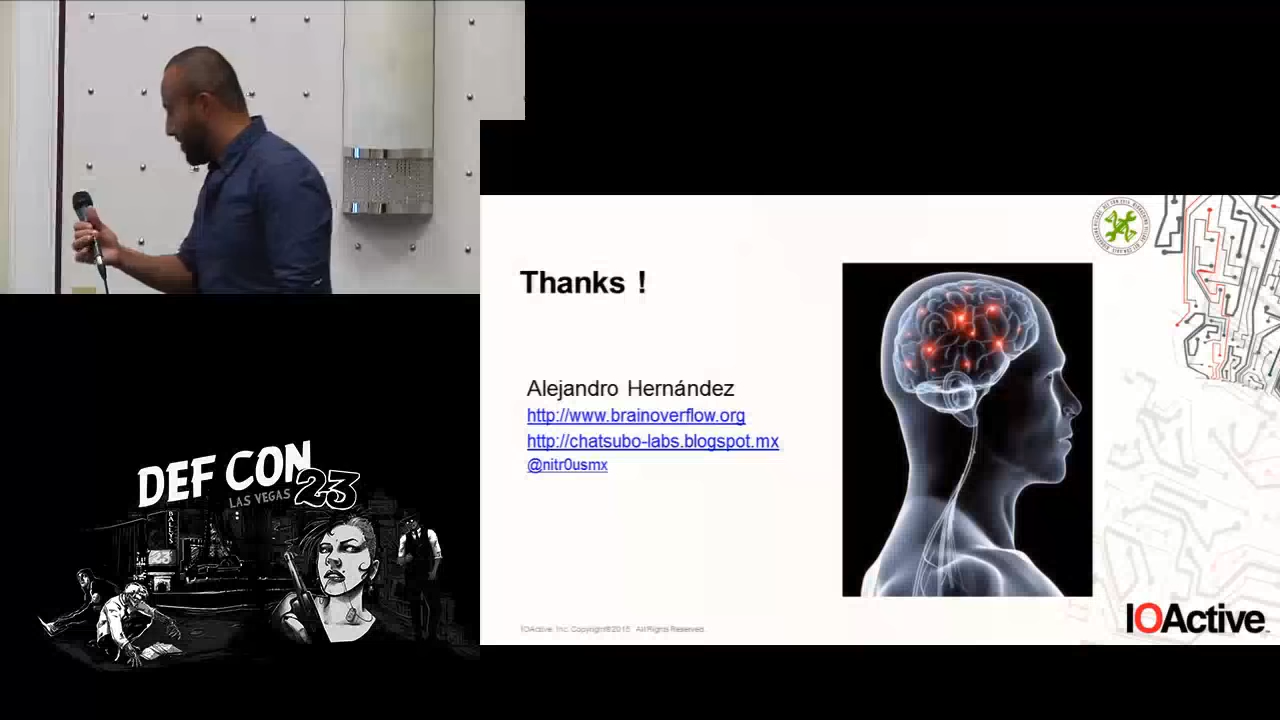 DEF CON 23
LAS VEGAS
BALLY'S
Thanks !
Alejandro Hernández
http://www.brainoverflow.org
http://chatsubo-labs.blogspot.mx
@nitr0usmx
IOActive, Inc. Copyright©2015. All Rights Reserved.
IOActive